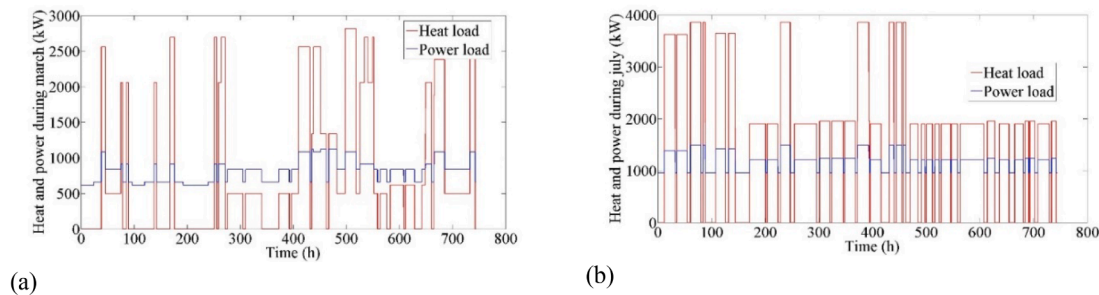 Heat and power during march (kW)
3000
2500
2000
1500
1000
500
0
0 100 200 300 400 500 600 700 800
Time (h)
Heat load
Power load
(a)
Heat and power during july (kW)
4000
3000
2000
1000
0
0 100 200 300 400 500 600 700 800
Time (h)
Heat load
Power load
(b)